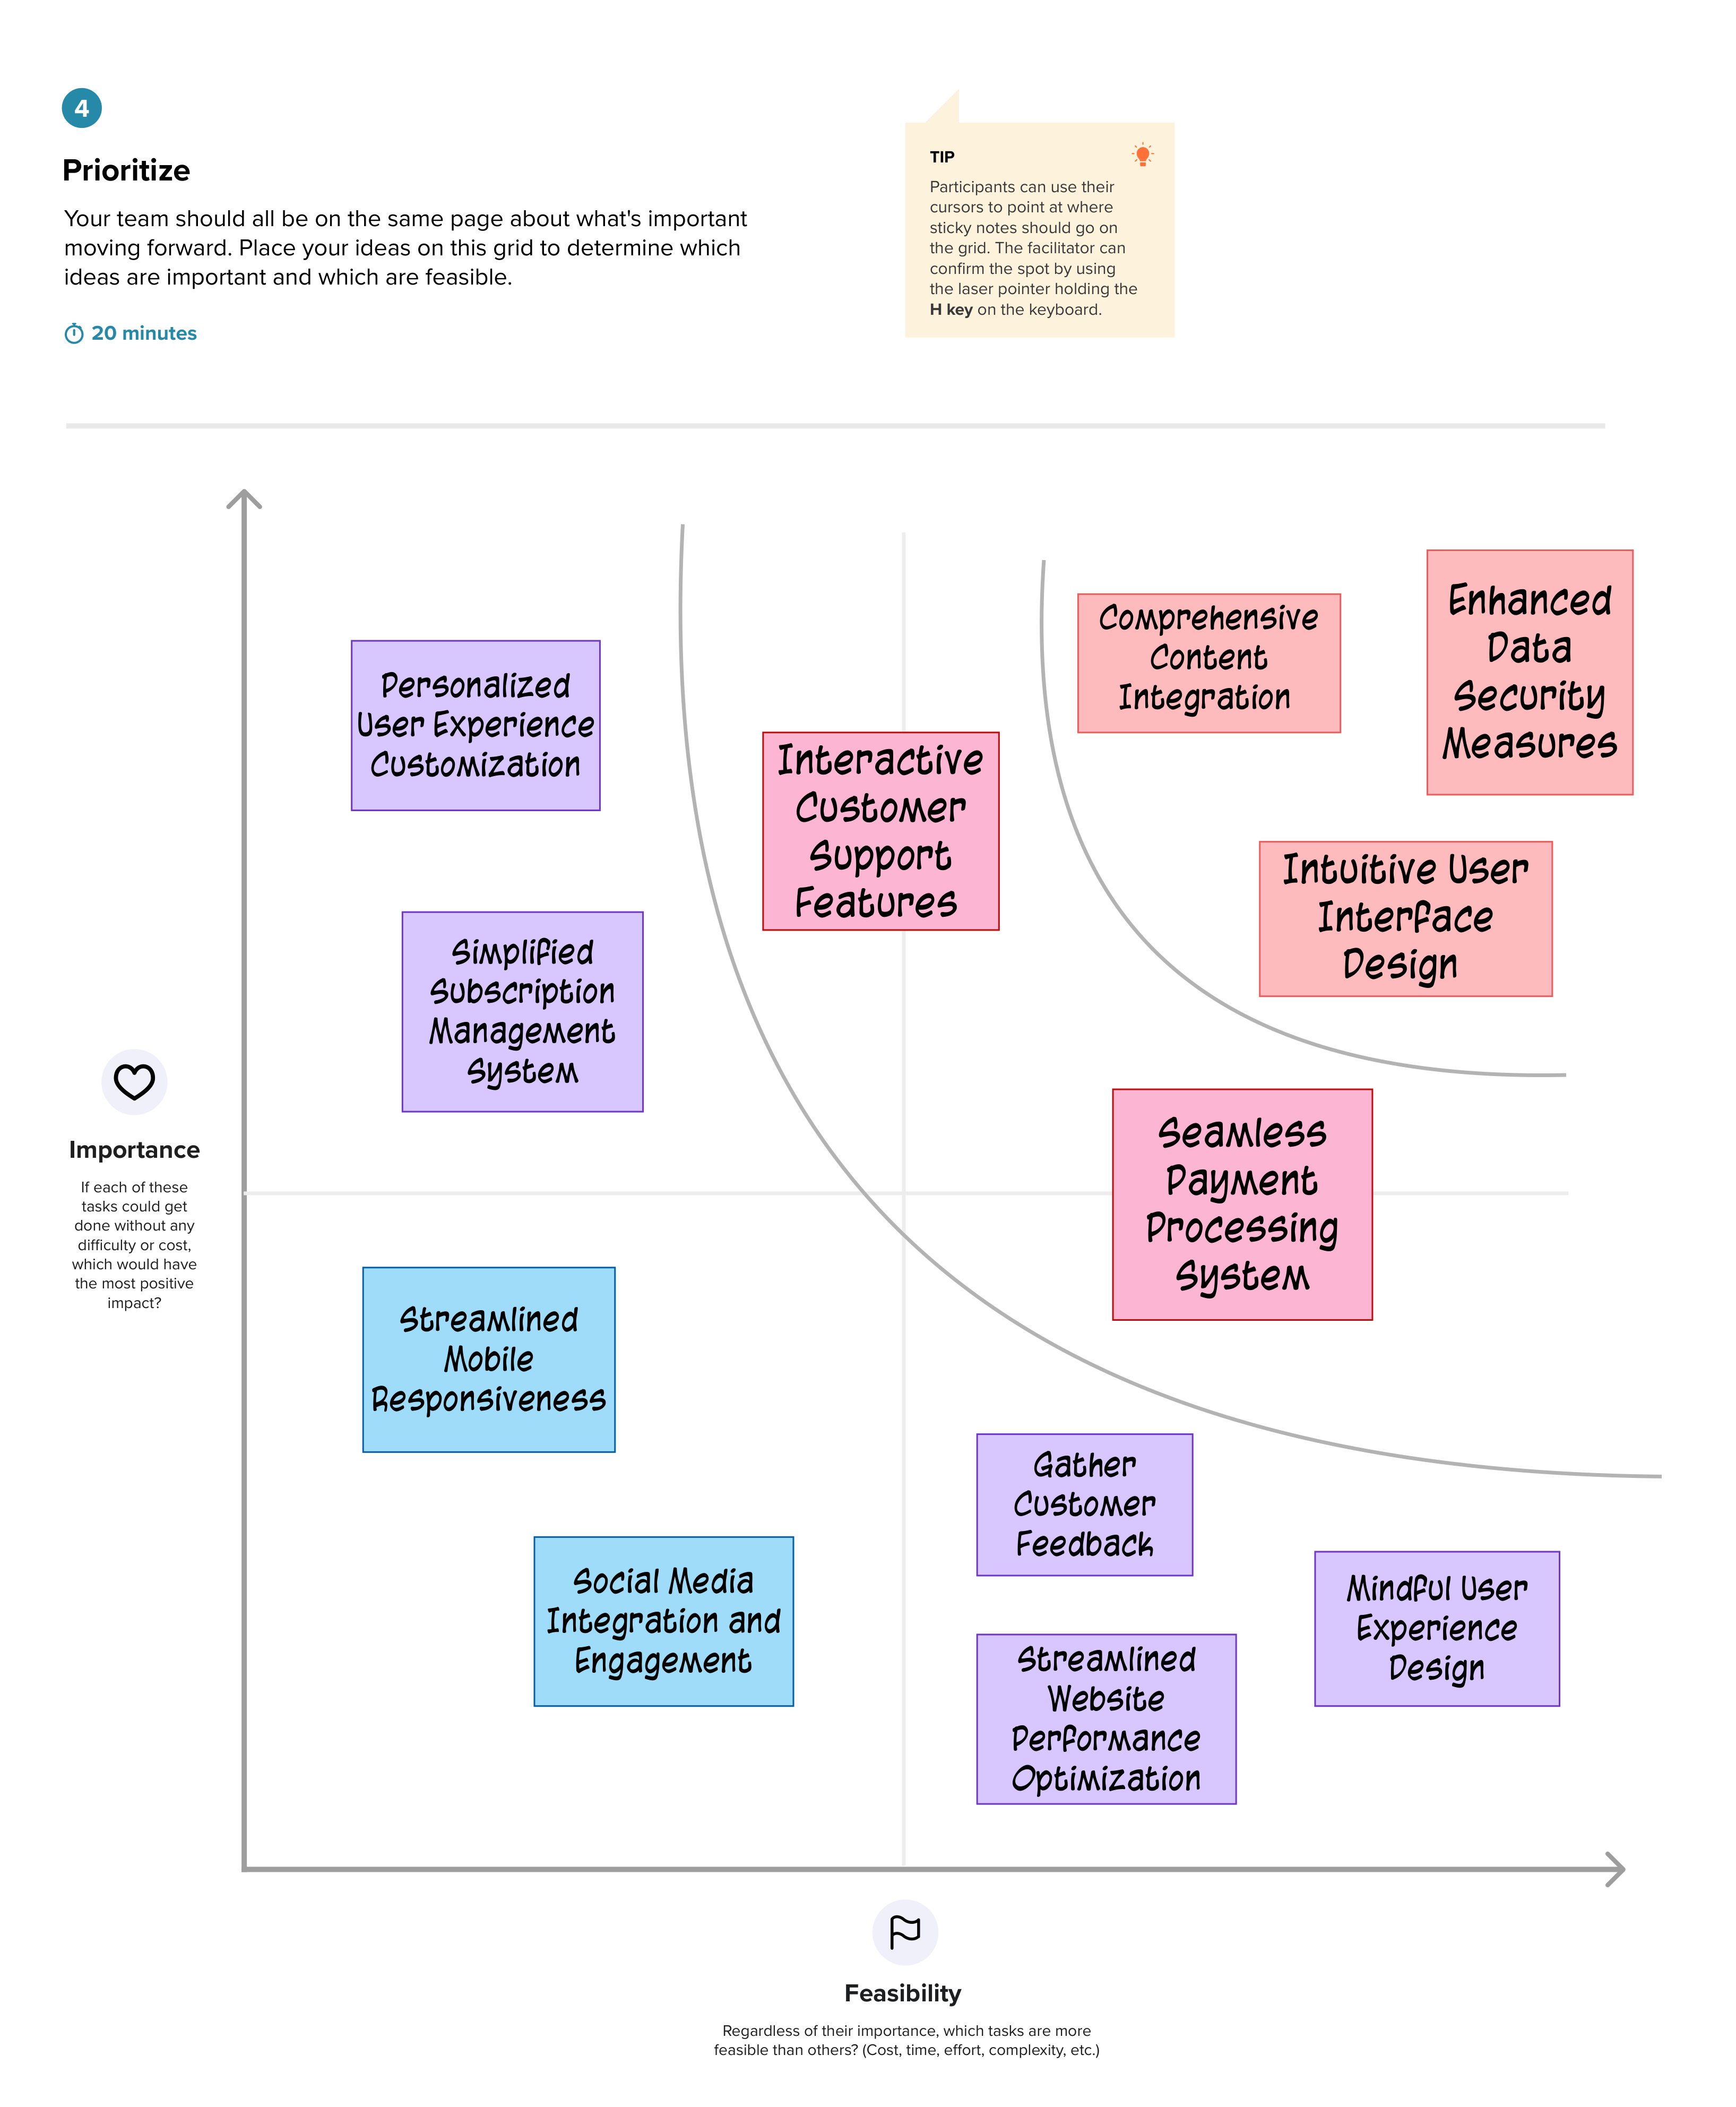 4
Prioritize
Your team should all be on the same page about what's important
moving forward. Place your ideas on this grid to determine which
ideas are important and which are feasible.
20 minutes
TIP
Participants can use their
cursors to point at where
sticky notes should go on
the grid. The facilitator can
confirm the spot by using
the laser pointer holding the
H key on the keyboard.
Comprehensive
Content
Integration
Enhanced
Data
Security
Measures
Personalized
User Experience
Customization
Interactive
Customer
Support
Features
Intuitive User
Interface
Design
Simplified
Subscription
Management
System
Importance
If each of these
tasks could get
done without any
difficulty or cost,
which would have
the most positive
impact?
Seamless
Payment
Processing
System
Streamlined
Mobile
Responsiveness
Gather
Customer
Feedback
Social Media
Integration and
Engagement
Mindful User
Experience
Design
Streamlined
Website
Performance
Optimization
Feasibility
Regardless of their importance, which tasks are more
feasible than others? (Cost, time, effort, complexity, etc.)